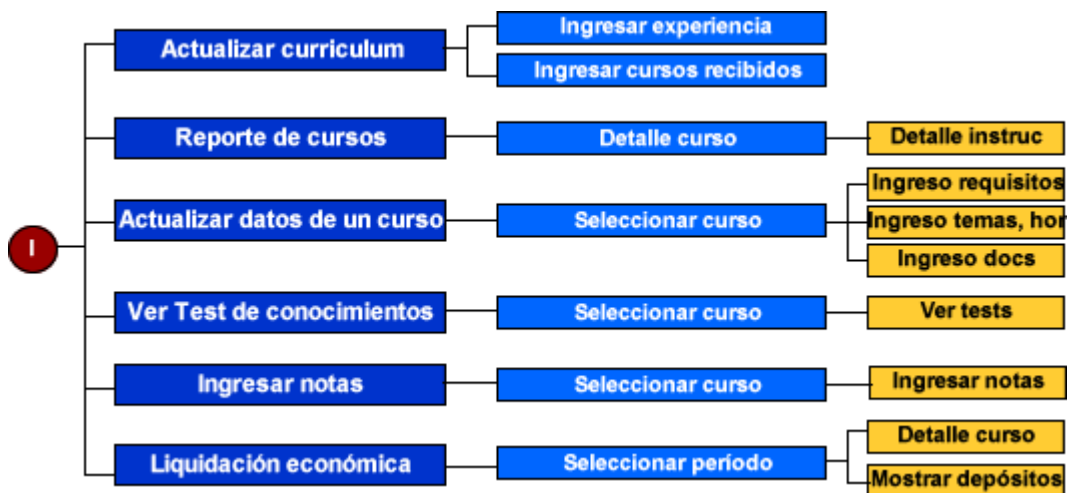 Actualizar curriculum
Ingresar experiencia
Ingresar cursos recibidos
Reporte de cursos
Detalle curso
Detalle instruc
Actualizar datos de un curso
Seleccionar curso
Ingreso requisitos
Ingreso temas, hor
Ingreso docs
I
Ver Test de conocimientos
Seleccionar curso
Ver tests
Ingresar notas
Seleccionar curso
Ingresar notas
Liquidación económica
Seleccionar período
Detalle curso
Mostrar depósitos